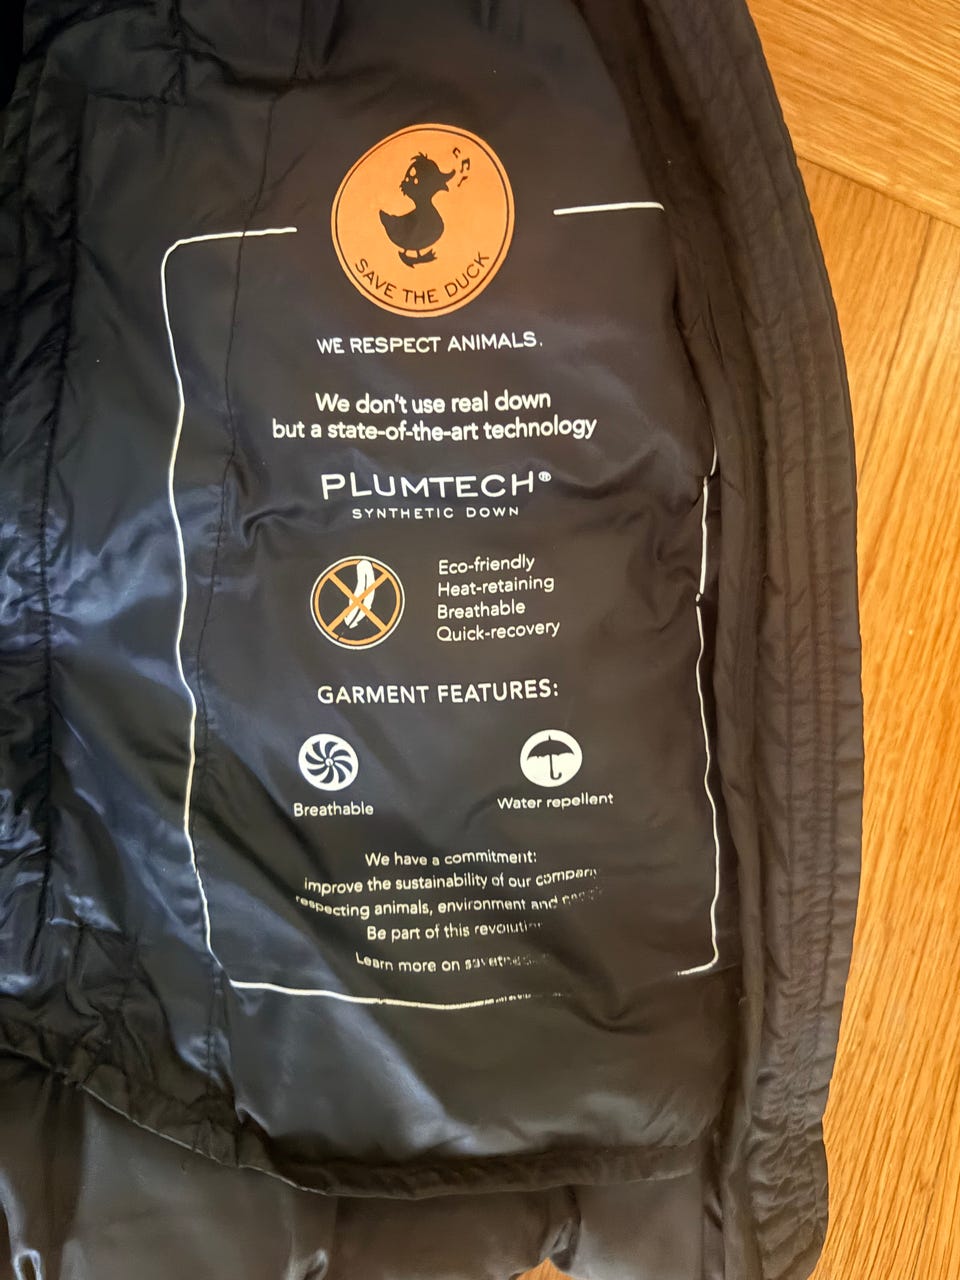 SAVE THE DUCK
WE RESPECT ANIMALS.
We don't use real down
but a state-of-the-art technology
PLUMTECH®
SYNTHETIC DOWN
Eco-friendly
Heat-retaining
Breathable
Quick-recovery
GARMENT FEATURES:
Breathable
Water repellent
We have a commitment:
improve the sustainability of our company
respecting animals, environment and
Be part of this revolution
Learn more on